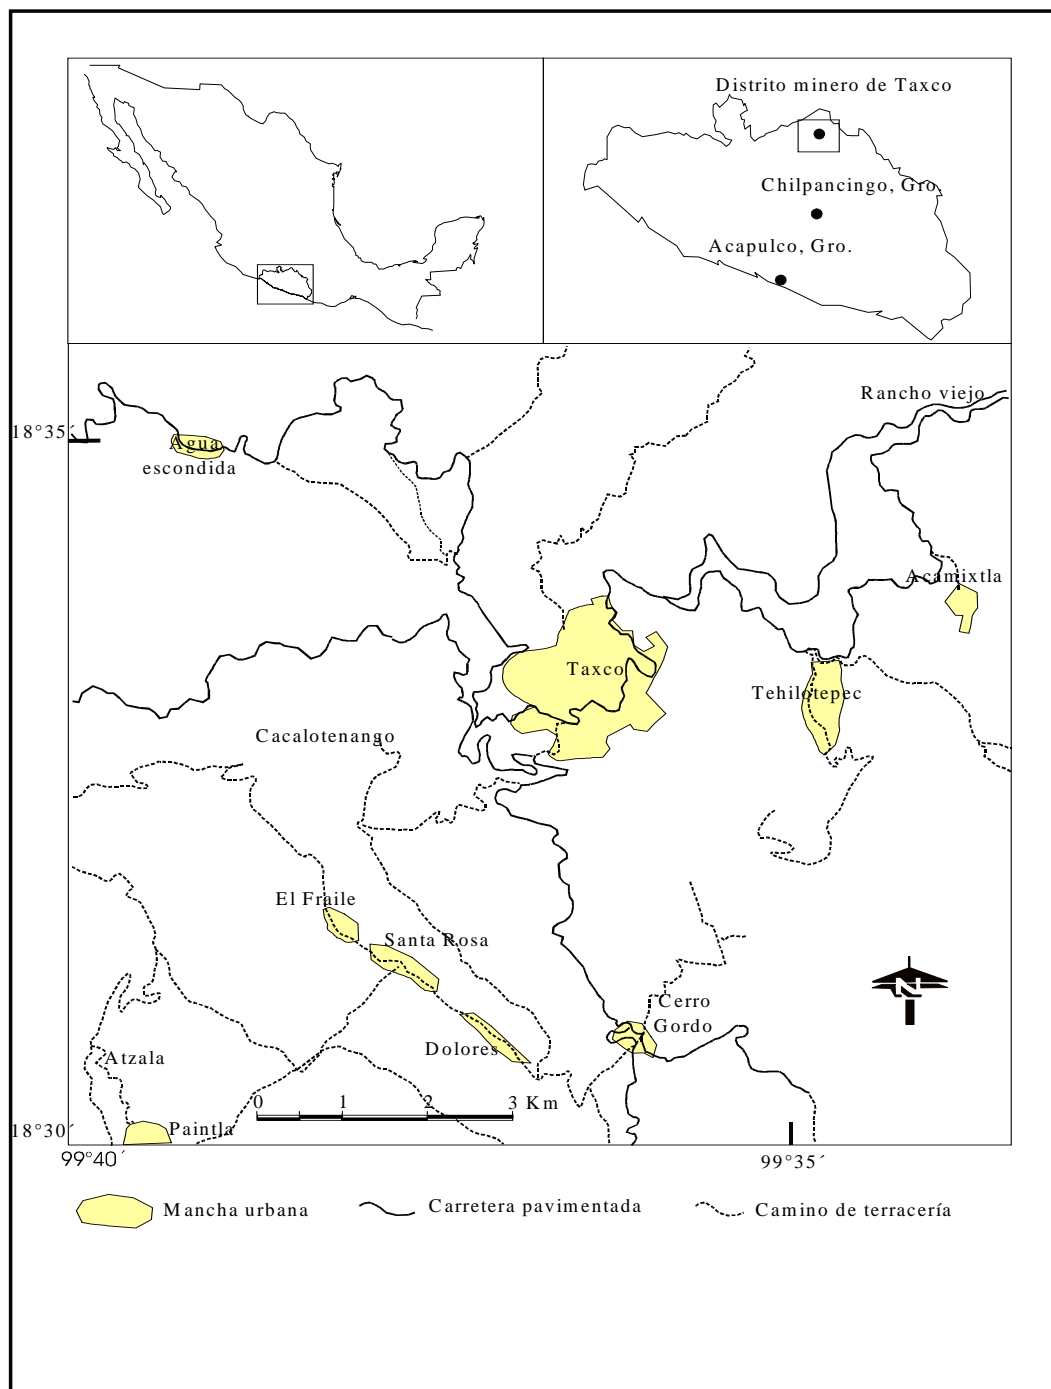 Distrito minero de Taxco
Chilpancingo, Gro.
Acapulco, Gro.
Rancho viejo
18°35´
Agua
escondida
Acamixtla
Taxco
Tehilotepec
Cacalotenango
El Fraile
Santa Rosa
N
Cerro
Gordo
Dolores
Atzala
0 1 2 3 Km
18°30´
Paintla
99°40´
99°35´
Mancha urbana
Carretera pavimentada
Camino de terracería